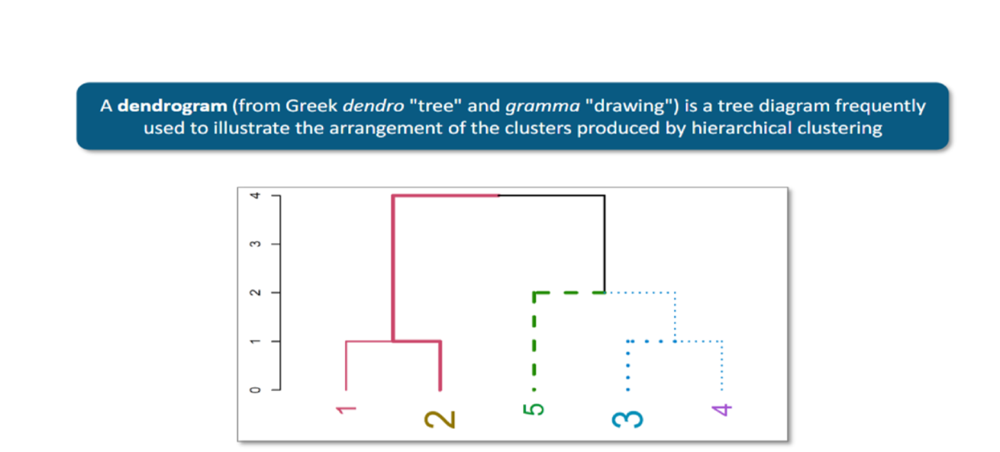 A dendrogram (from Greek dendro "tree" and gramma "drawing") is a tree diagram frequently
used to illustrate the arrangement of the clusters produced by hierarchical clustering
4
3
2
1
0
1 2 5 3 4